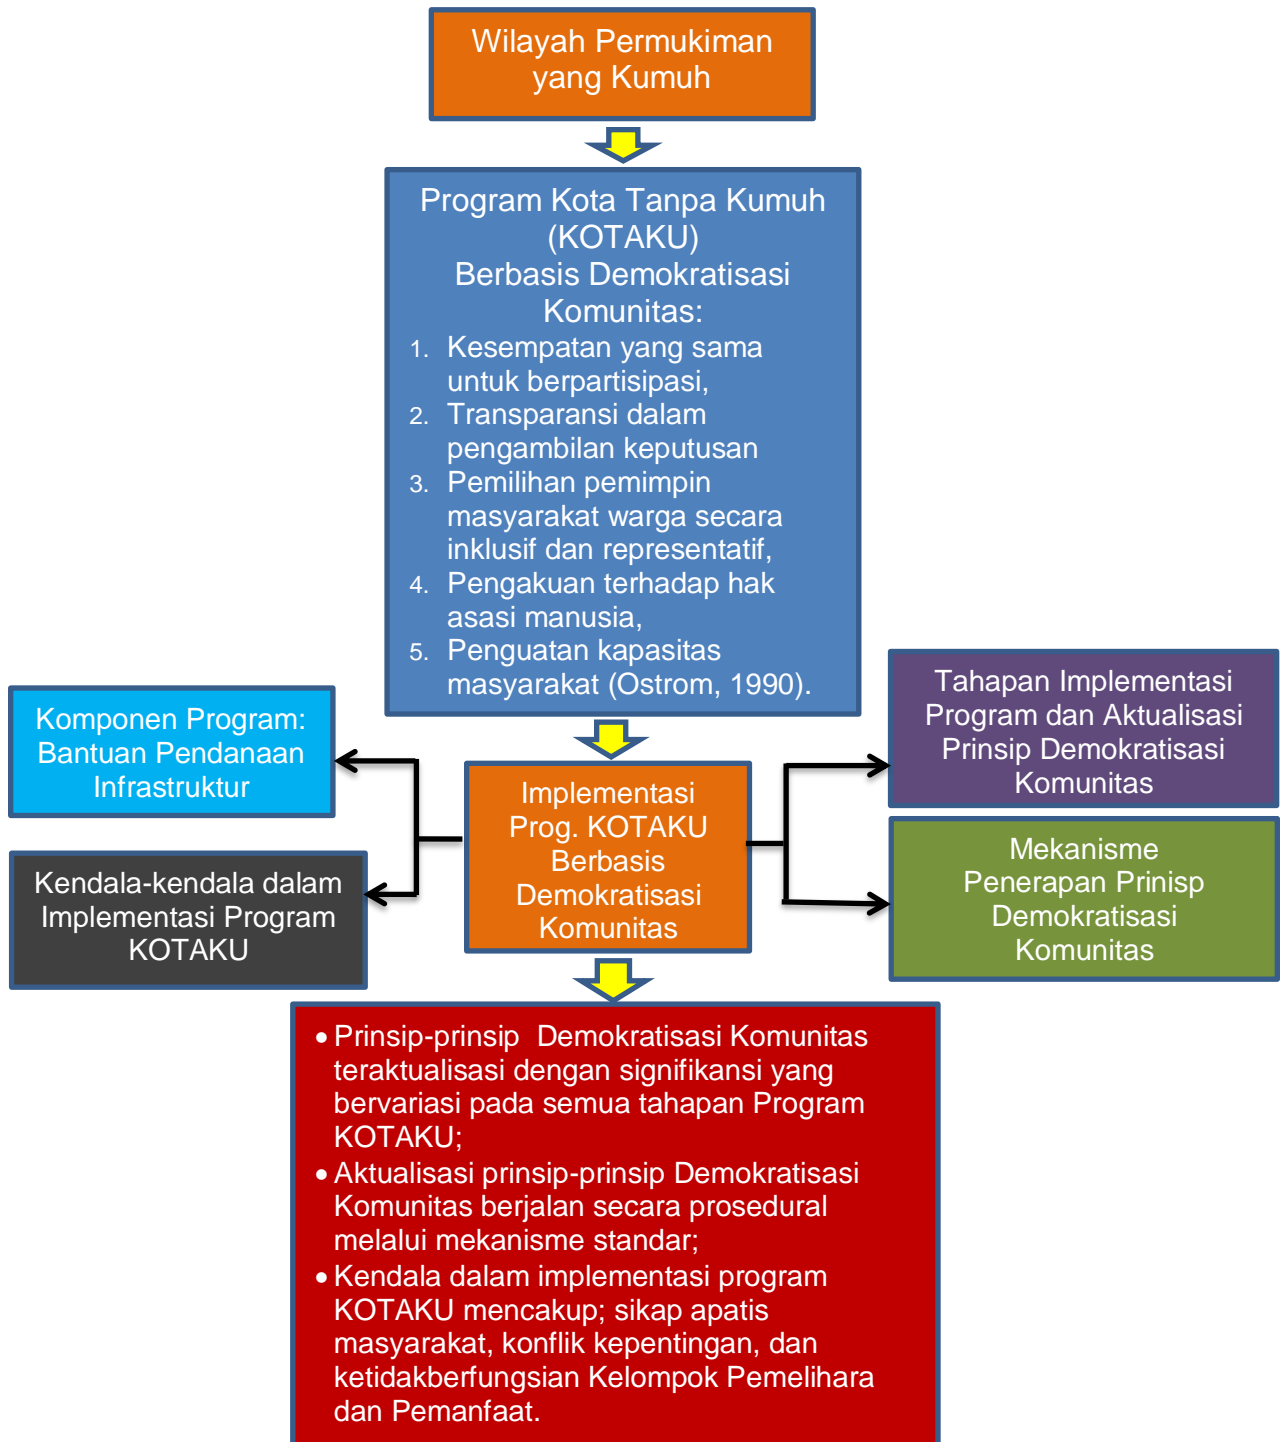 Wilayah Permukiman
yang Kumuh
Program Kota Tanpa Kumuh
(KOTAKU)
Berbasis Demokratisasi
Komunitas:
1. Kesempatan yang sama
untuk berpartisipasi,
2. Transparansi dalam
pengambilan keputusan
3. Pemilihan pemimpin
masyarakat warga secara
inklusif dan representatif,
4. Pengakuan terhadap hak
asasi manusia,
5. Penguatan kapasitas
masyarakat (Ostrom, 1990).
Komponen Program:
Bantuan Pendanaan
Infrastruktur
Kendala-kendala dalam
Implementasi Program
KOTAKU
Implementasi
Prog. KOTAKU
Berbasis
Demokratisasi
Komunitas
Tahapan Implementasi
Program dan Aktualisasi
Prinsip Demokratisasi
Komunitas
Mekanisme
Penerapan Prinisp
Demokratisasi
Komunitas
• Prinsip-prinsip Demokratisasi Komunitas
teraktualisasi dengan signifikansi yang
bervariasi pada semua tahapan Program
KOTAKU;
• Aktualisasi prinsip-prinsip Demokratisasi
Komunitas berjalan secara prosedural
melalui mekanisme standar;
• Kendala dalam implementasi program
KOTAKU mencakup; sikap apatis
masyarakat, konflik kepentingan, dan
ketidakberfungsian Kelompok Pemelihara
dan Pemanfaat.